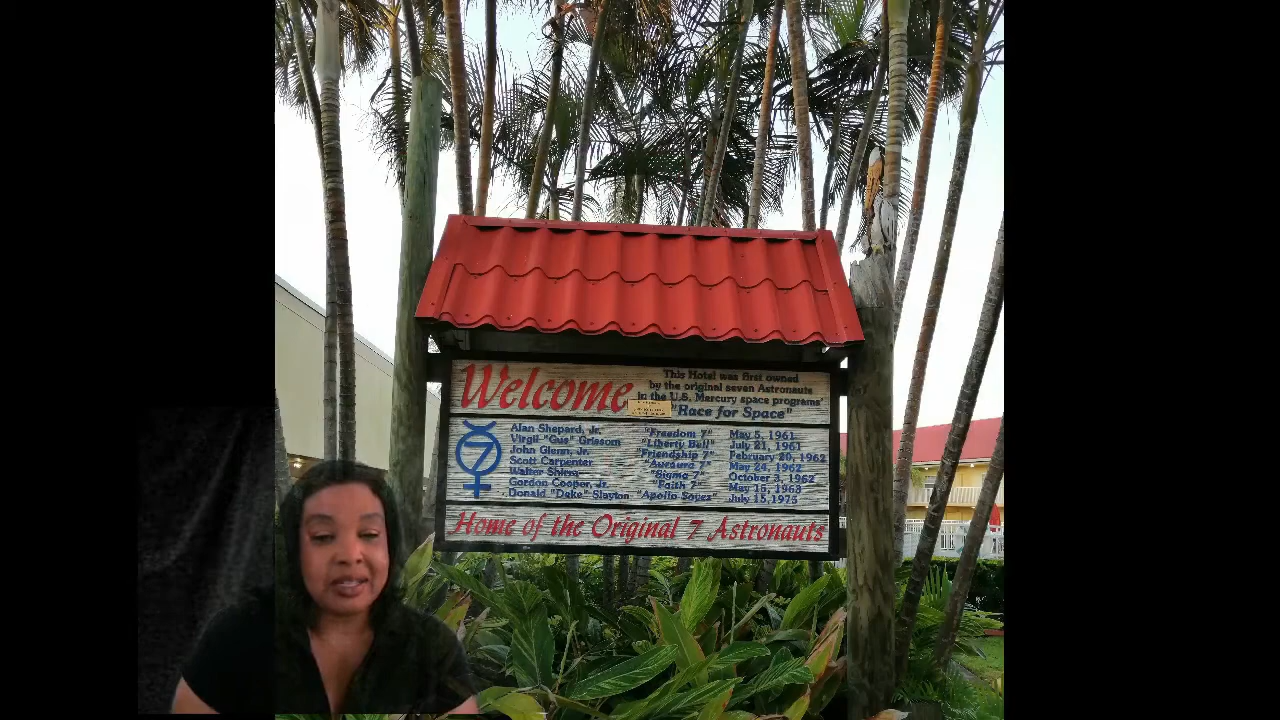 Welcome
This Hotel was first owned
by the original seven Astronauts
in the U.S. Mercury space programs'
"Race for Space"
7
Alan Shepard, Jr. "Freedom 7" May 5, 1961
Virgil "Gus" Grissom "Liberty Bell" July 21, 1961
John Glenn, Jr. "Friendship 7" February 20, 1962
Scott Carpenter "Auroura 7" May 24, 1962
Walter Shirra "Sigma 7" October 3, 1962
Gordon Cooper, Jr. "Faith 7" May 15, 1963
Donald "Deke" Slayton "Apollo Soyez" July 15, 1975
Home of the Original 7 Astronauts